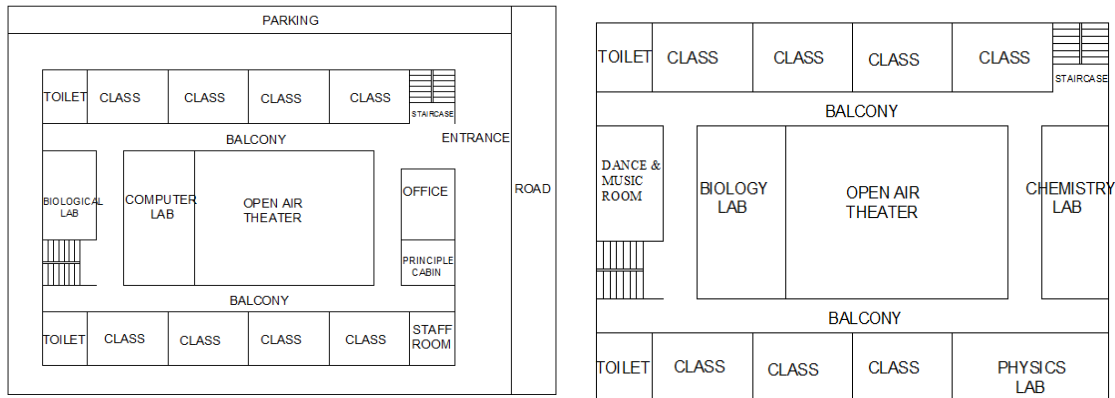 PARKING
TOILET
CLASS
CLASS
CLASS
CLASS
STAIRCASE
BALCONY
ENTRANCE
ROAD
BIOLOGICAL
LAB
COMPUTER
LAB
OPEN AIR
THEATER
OFFICE
PRINCIPLE
CABIN
BALCONY
TOILET
CLASS
CLASS
CLASS
CLASS
STAFF
ROOM
TOILET
CLASS
CLASS
CLASS
CLASS
STAIRCASE
BALCONY
DANCE &
MUSIC
ROOM
BIOLOGY
LAB
OPEN AIR
THEATER
CHEMISTRY
LAB
BALCONY
TOILET
CLASS
CLASS
CLASS
PHYSICS
LAB